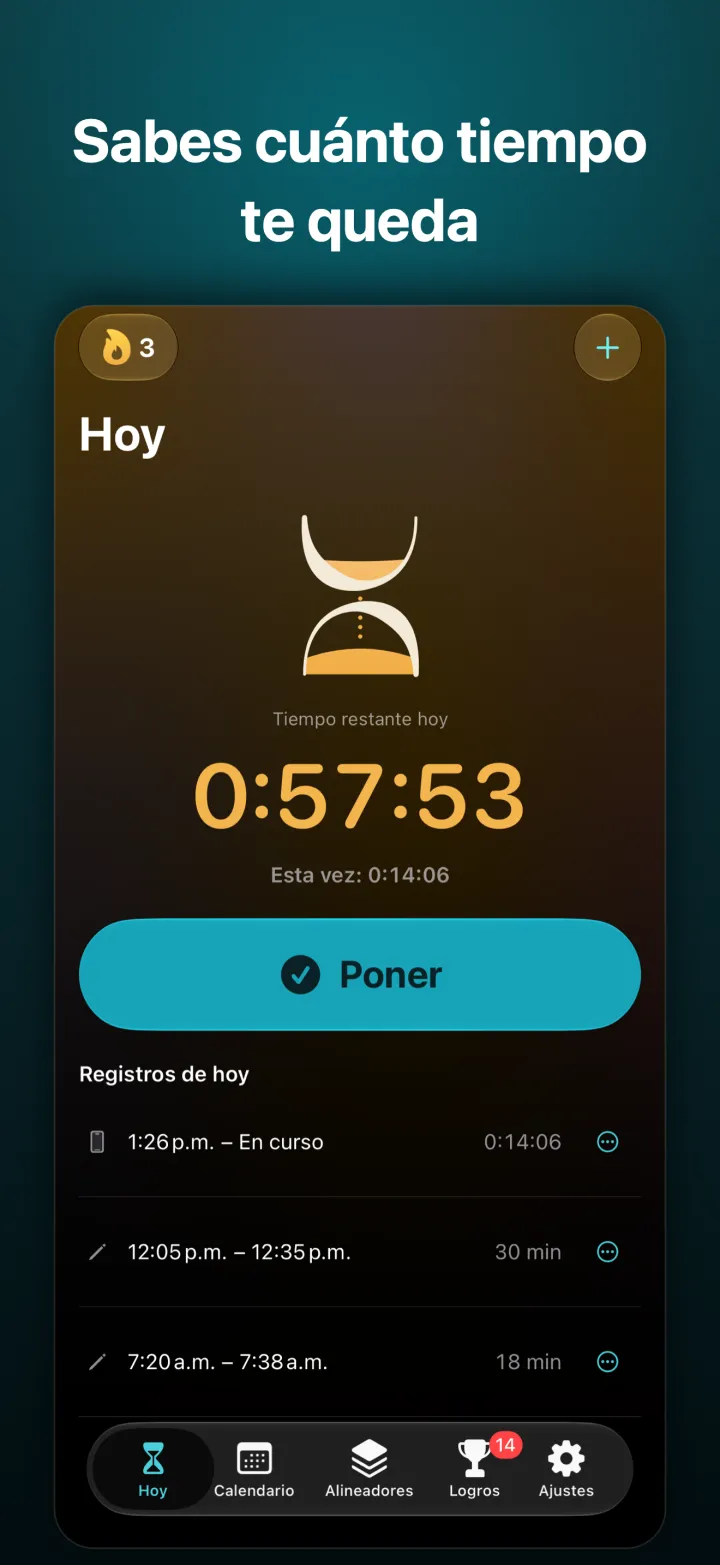 Sabes cuánto tiempo
te queda
3
Hoy
Tiempo restante hoy
0:57:53
Esta vez: 0:14:06
Poner
Registros de hoy
1:26 p.m. – En curso 0:14:06
12:05 p.m. – 12:35 p.m. 30 min
7:20 a.m. – 7:38 a.m. 18 min
14
Hoy Calendario Alineadores Logros Ajustes